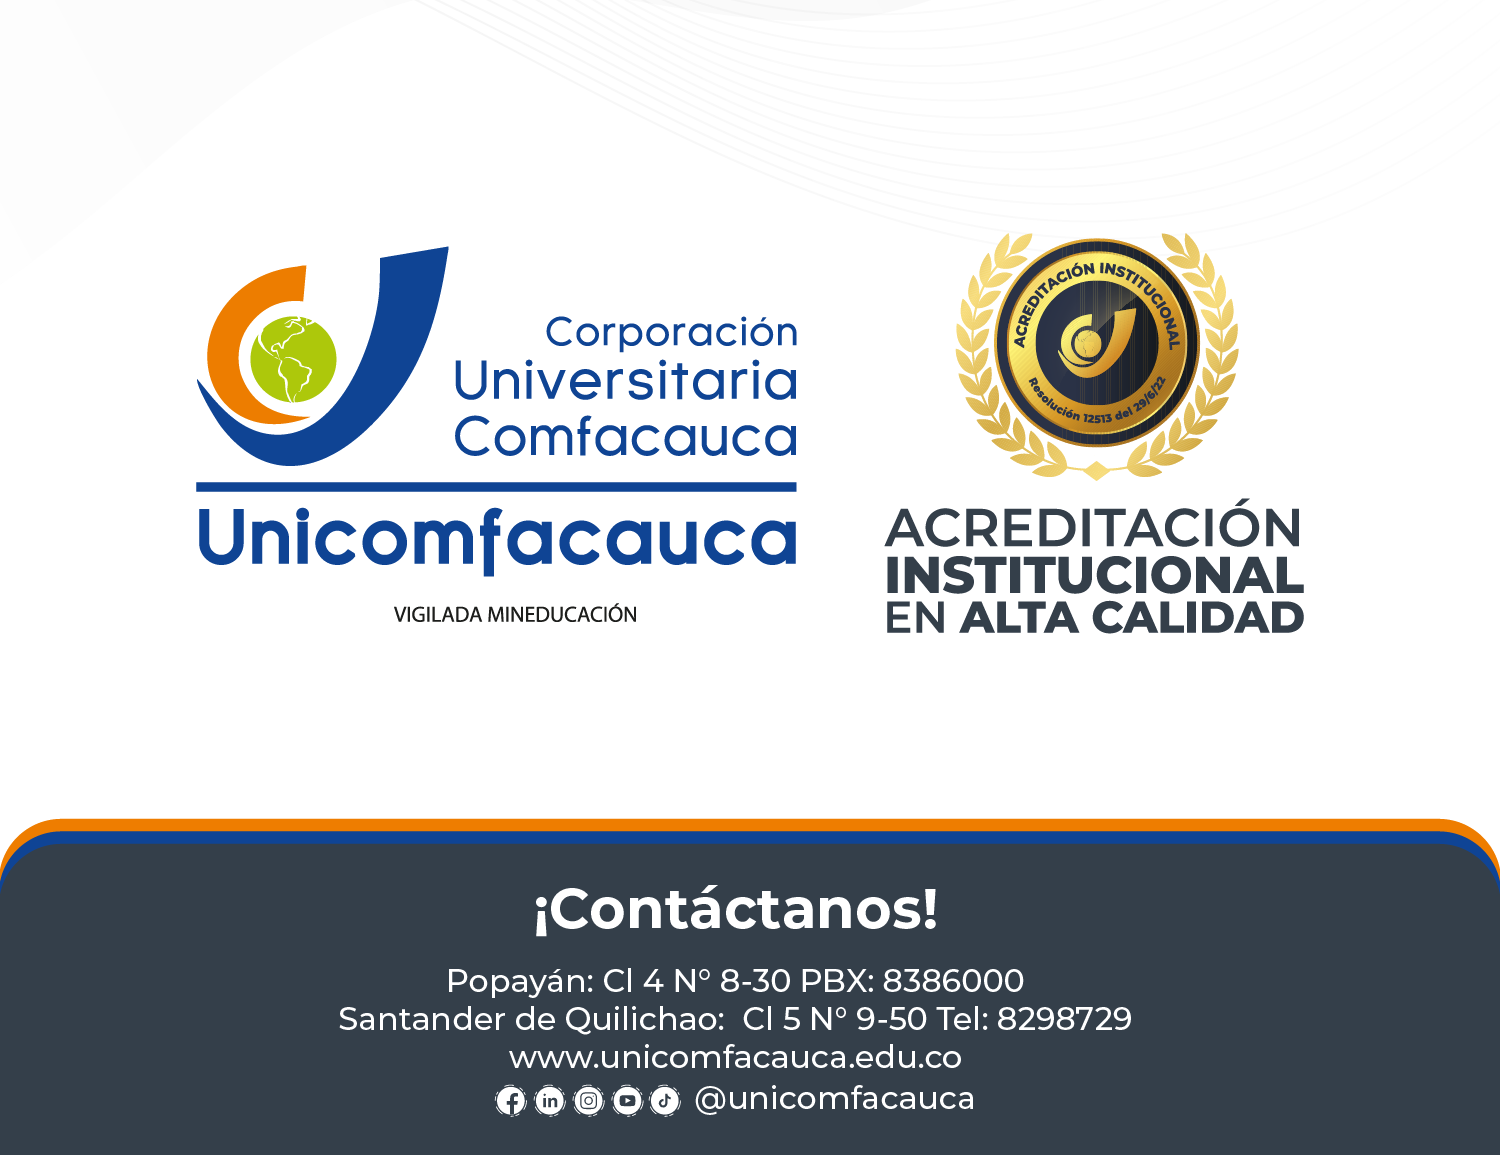 Corporación
Universitaria
Comfacauca
Unicomfacauca
VIGILADA MINEDUCACIÓN
ACREDITACIÓN INSTITUCIONAL
Resolución 12513 del 29/6/22
ACREDITACIÓN
INSTITUCIONAL
EN ALTA CALIDAD
¡Contáctanos!
Popayán: Cl 4 N° 8-30 PBX: 8386000
Santander de Quilichao:  Cl 5 N° 9-50 Tel: 8298729
www.unicomfacauca.edu.co
@unicomfacauca